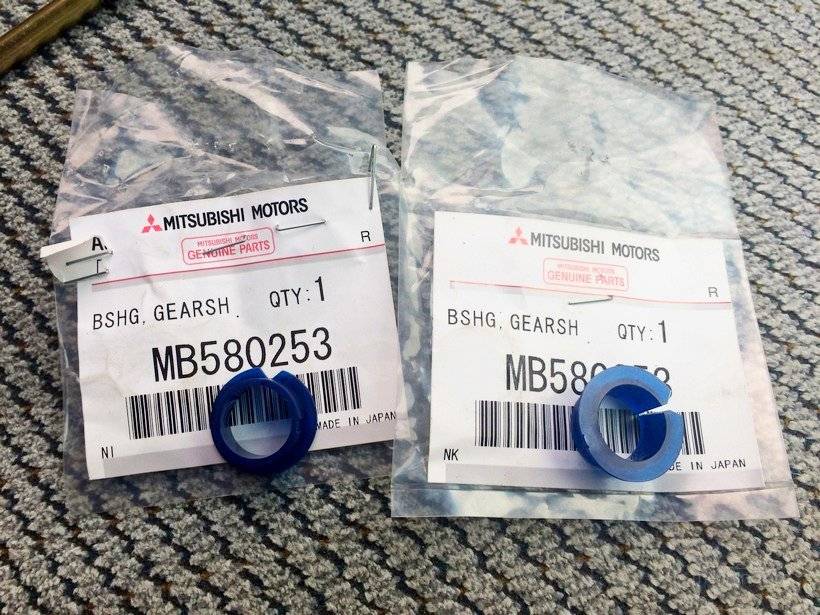 A.
MITSUBISHI MOTORS
MITSUBISHI MOTORS
GENUINE PARTS
R
BSHG, GEARSH . QTY:1
MB580253
MADE IN JAPAN
NI
MITSUBISHI MOTORS
MITSUBISHI MOTORS
GENUINE PARTS
R
BSHG, GEARSH . QTY:1
IN JAPAN
NK